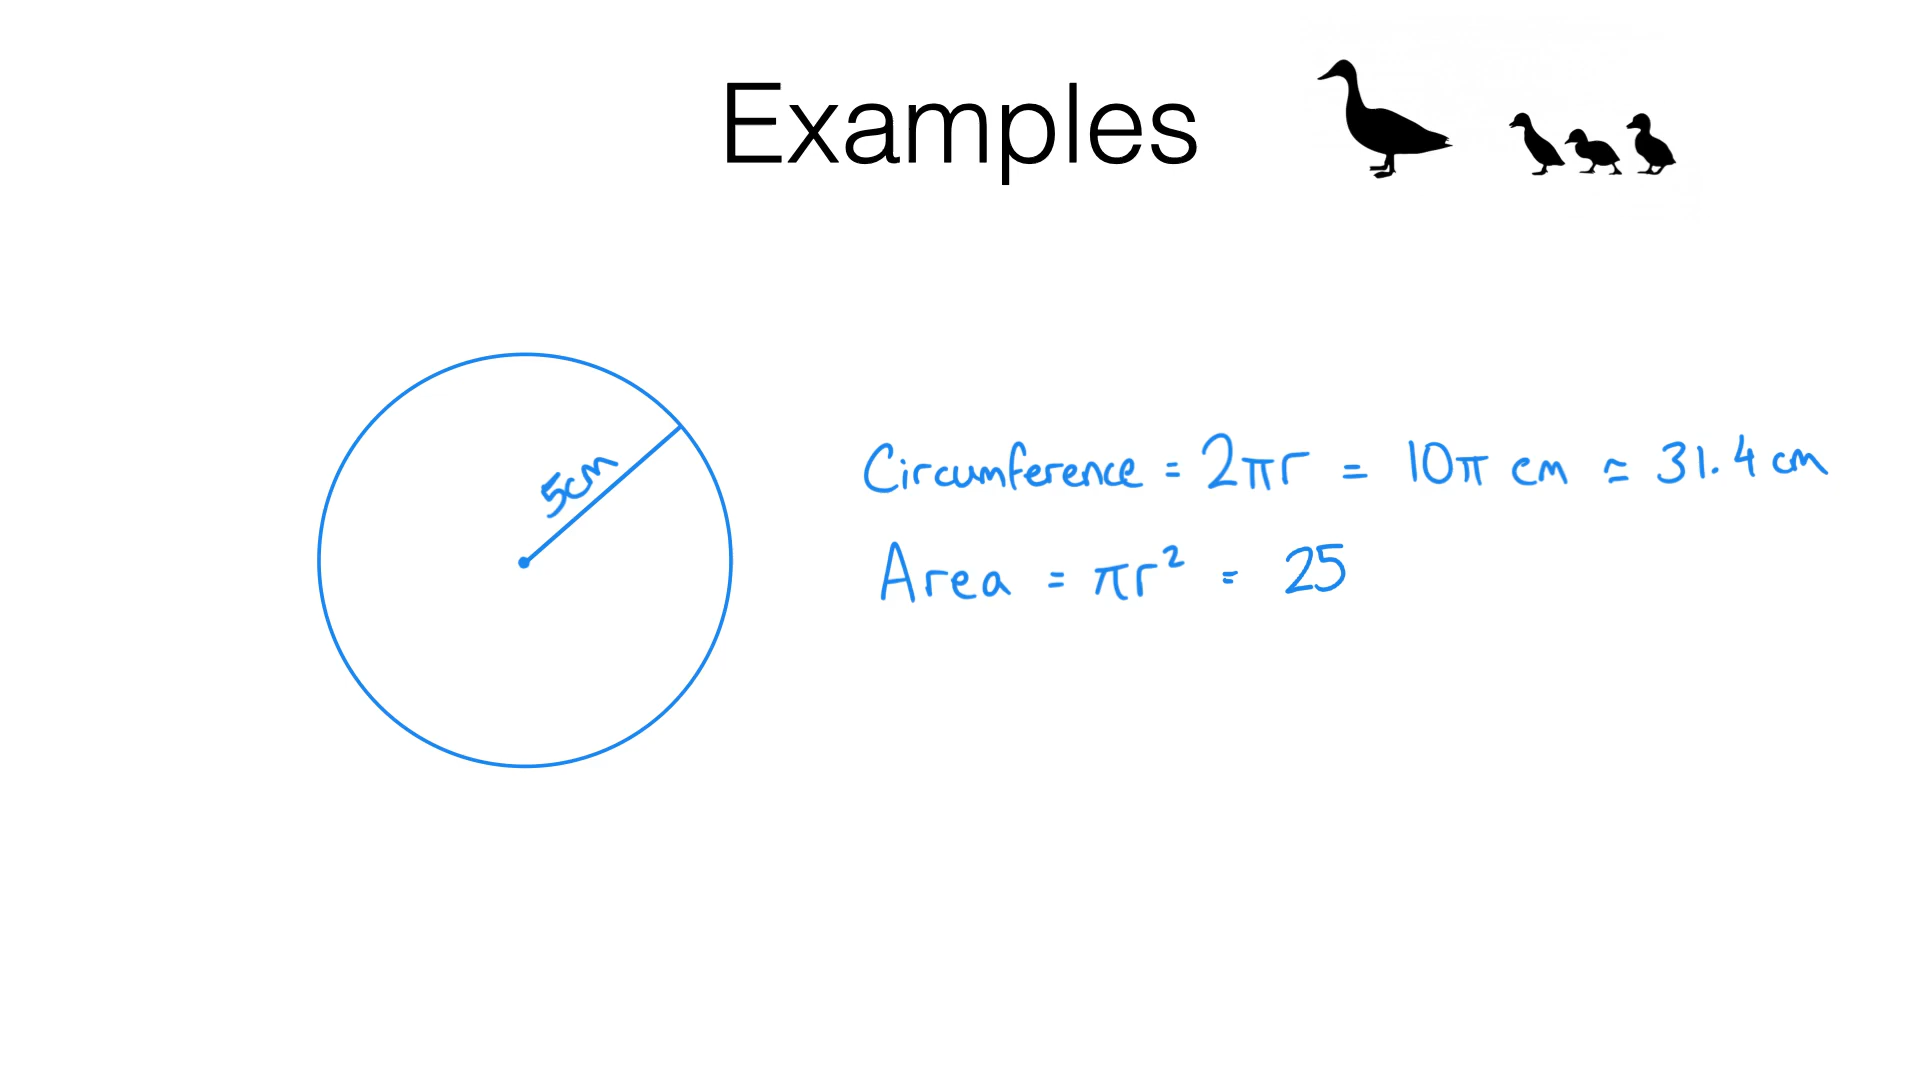 Examples
5cm
Circumference = 2πr = 10π cm ≈ 31.4 cm
Area = πr² = 25